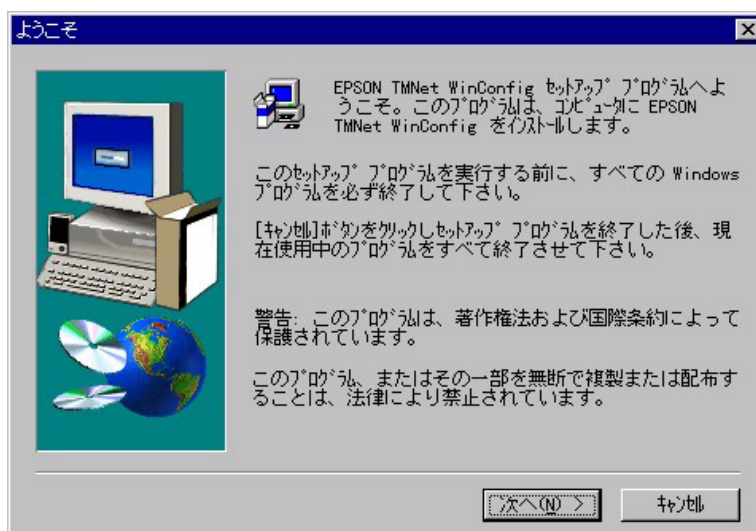 ようこそ
EPSON TMNet WinConfig ｾｯﾄｱｯﾌﾟ ﾌﾟﾛｸﾞﾗﾑへよ
うこそ。このﾌﾟﾛｸﾞﾗﾑは、ｺﾝﾋﾟｭｰﾀに EPSON
TMNet WinConfig をｲﾝｽﾄｰﾙします。
このｾｯﾄｱｯﾌﾟ ﾌﾟﾛｸﾞﾗﾑを実行する前に、すべての Windows
ﾌﾟﾛｸﾞﾗﾑを必ず終了して下さい。
[ｷｬﾝｾﾙ]ﾎﾞﾀﾝをｸﾘｯｸしｾｯﾄｱｯﾌﾟ ﾌﾟﾛｸﾞﾗﾑを終了した後、現
在使用中のﾌﾟﾛｸﾞﾗﾑをすべて終了させて下さい。
警告: このﾌﾟﾛｸﾞﾗﾑは、著作権法および国際条約によって
保護されています。
このﾌﾟﾛｸﾞﾗﾑ、またはその一部を無断で複製または配布す
ることは、法律により禁止されています。
次へ(N) >
ｷｬﾝｾﾙ